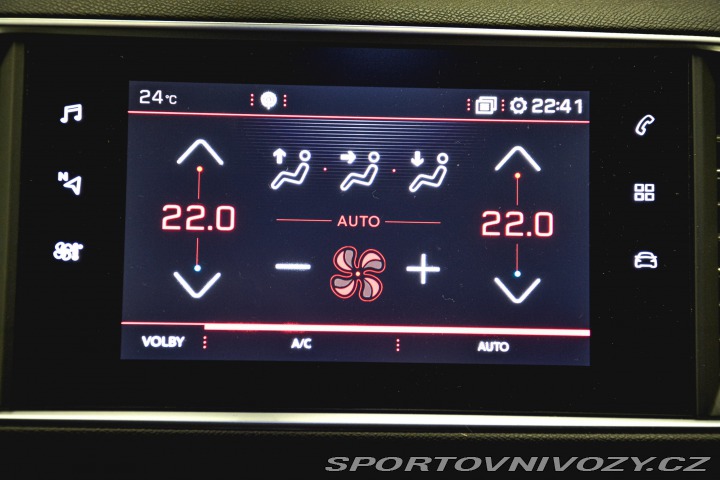 24°C 22:41
N
22.0 22.0
AUTO
VOLBY A/C AUTO
SPORTOVNIVOZY.CZ